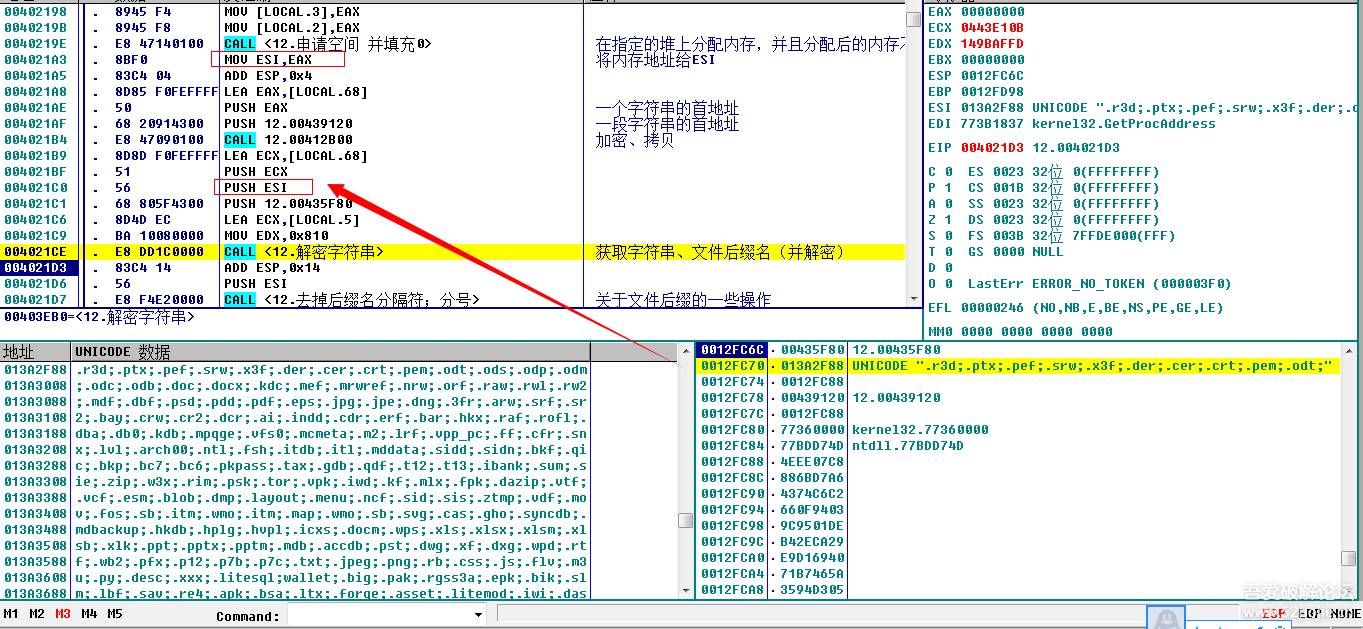 00402198 . 8945 F4 MOV [LOCAL.3],EAX
0040219B . 8945 F8 MOV [LOCAL.2],EAX
0040219E . E8 47140100 CALL <12.申请空间 并填充0> 在指定的堆上分配内存，并且分配后的内存
004021A3 . 8BF0 MOV ESI,EAX 将内存地址给ESI
004021A5 . 83C4 04 ADD ESP,0x4
004021A8 . 8D85 F0FEFFFF LEA EAX,[LOCAL.68]
004021AE . 50 PUSH EAX 一个字符串的首地址
004021AF . 68 20914300 PUSH 12.00439120 一段字符串的首地址
004021B4 . E8 47090100 CALL 12.00412B00 加密、拷贝
004021B9 . 8D8D F0FEFFFF LEA ECX,[LOCAL.68]
004021BF . 51 PUSH ECX
004021C0 . 56 PUSH ESI
004021C1 . 68 805F4300 PUSH 12.00435F80
004021C6 . 8D4D EC LEA ECX,[LOCAL.5]
004021C9 . BA 10080000 MOV EDX,0x810
004021CE . E8 DD1C0000 CALL <12.解密字符串> 获取字符串、文件后缀名（并解密）
004021D3 . 83C4 14 ADD ESP,0x14
004021D6 . 56 PUSH ESI
004021D7 . E8 F4E20000 CALL <12.去掉后缀名分隔符；分号> 关于文件后缀的一些操作
00403EB0=<12.解密字符串>
EAX 00000000
ECX 0443E10B
EDX 149BAFFD
EBX 00000000
ESP 0012FC6C
EBP 0012FD98
ESI 013A2F88 UNICODE ".r3d;.ptx;.pef;.srw;.x3f;.der;.c
EDI 773B1837 kernel32.GetProcAddress
EIP 004021D3 12.004021D3
C 0 ES 0023 32位 0(FFFFFFFF)
P 1 CS 001B 32位 0(FFFFFFFF)
A 0 SS 0023 32位 0(FFFFFFFF)
Z 1 DS 0023 32位 0(FFFFFFFF)
S 0 FS 003B 32位 7FFDE000(FFF)
T 0 GS 0000 NULL
D 0
O 0 LastErr ERROR_NO_TOKEN (000003F0)
EFL 00000246 (NO,NB,E,BE,NS,PE,GE,LE)
MM0 0000 0000 0000 0000
地址 UNICODE 数据
013A2F88 .r3d;.ptx;.pef;.srw;.x3f;.der;.cer;.crt;.pem;.odt;.ods;.odp;.odm
013A3008 ;.odc;.odb;.doc;.docx;.kdc;.mef;.mrwref;.nrw;.orf;.raw;.rwl;.rw2
013A3088 ;.mdf;.dbf;.psd;.pdd;.pdf;.eps;.jpg;.jpe;.dng;.3fr;.arw;.srf;.sr
013A3108 2;.bay;.crw;.cr2;.dcr;.ai;.indd;.cdr;.erf;.bar;.hkx;.raf;.rofl;.
013A3188 dba;.db0;.kdb;.mpqge;.vfs0;.mcmeta;.m2;.lrf;.vpp_pc;.ff;.cfr;.sn
013A3208 x;.lvl;.arch00;.ntl;.fsh;.itdb;.itl;.mddata;.sidd;.sidn;.bkf;.qi
013A3288 c;.bkp;.bc7;.bc6;.pkpass;.tax;.gdb;.qdf;.t12;.t13;.ibank;.sum;.s
013A3308 ie;.zip;.w3x;.rim;.psk;.tor;.vpk;.iwd;.kf;.mlx;.fpk;.dazip;.vtf;
013A3388 .vcf;.esm;.blob;.dmp;.layout;.menu;.ncf;.sid;.sis;.ztmp;.vdf;.mo
013A3408 v;.fos;.sb;.itm;.wmo;.itm;.map;.wmo;.sb;.svg;.cas;.gho;.syncdb;.
013A3488 mdbackup;.hkdb;.hplg;.hvpl;.icxs;.docm;.wps;.xls;.xlsx;.xlsm;.xl
013A3508 sb;.xlk;.ppt;.pptx;.pptm;.mdb;.accdb;.pst;.dwg;.xf;.dxg;.wpd;.rt
013A3588 f;.wb2;.pfx;.p12;.p7b;.p7c;.txt;.jpeg;.png;.rb;.css;.js;.flv;.m3
013A3608 u;.py;.desc;.xxx;.litesql;wallet;.big;.pak;.rgss3a;.epk;.bik;.sl
013A3688 m;.lbf;.sav;.re4;.apk;.bsa;.ltx;.forge;.asset;.litemod;.iwi;.das
0012FC6C 00435F80 12.00435F80
0012FC70 013A2F88 UNICODE ".r3d;.ptx;.pef;.srw;.x3f;.der;.cer;.crt;.pem;.odt;"
0012FC74 0012FC88
0012FC78 00439120 12.00439120
0012FC7C 0012FC88
0012FC80 77360000 kernel32.77360000
0012FC84 77BDD74D ntdll.77BDD74D
0012FC88 4EEE07C8
0012FC8C 886BD7A6
0012FC90 4374C6C2
0012FC94 660F9403
0012FC98 9C9501DE
0012FC9C B42ECA29
0012FCA0 E9D16940
0012FCA4 71B7465A
0012FCA8 3594D305
M1 M2 M3 M4 M5 Command: ESP EBP NONE
吾爱破解论坛